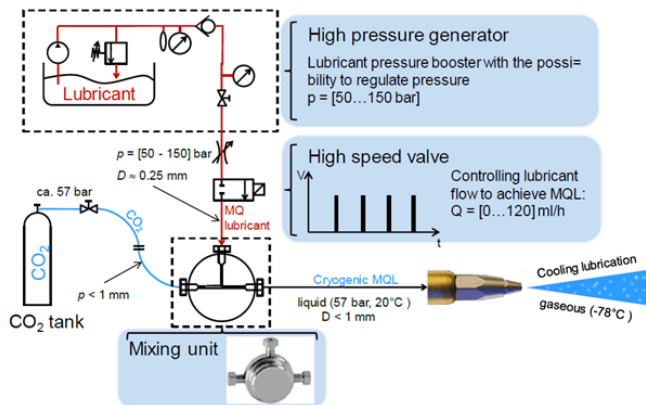 High pressure generator
Lubricant pressure booster with the possi=
bility to regulate pressure
p = [50…150 bar]
Lubricant
p = [50 - 150] bar
D ≈ 0.25 mm
High speed valve
V
t
Controlling lubricant
flow to achieve MQL:
Q = [0…120] ml/h
ca. 57 bar
CO2
CO2
MQ
lubricant
p < 1 mm
CO2 tank
Cryogenic MQL
liquid (57 bar, 20°C )
D < 1 mm
Cooling lubrication
gaseous (-78°C )
Mixing unit